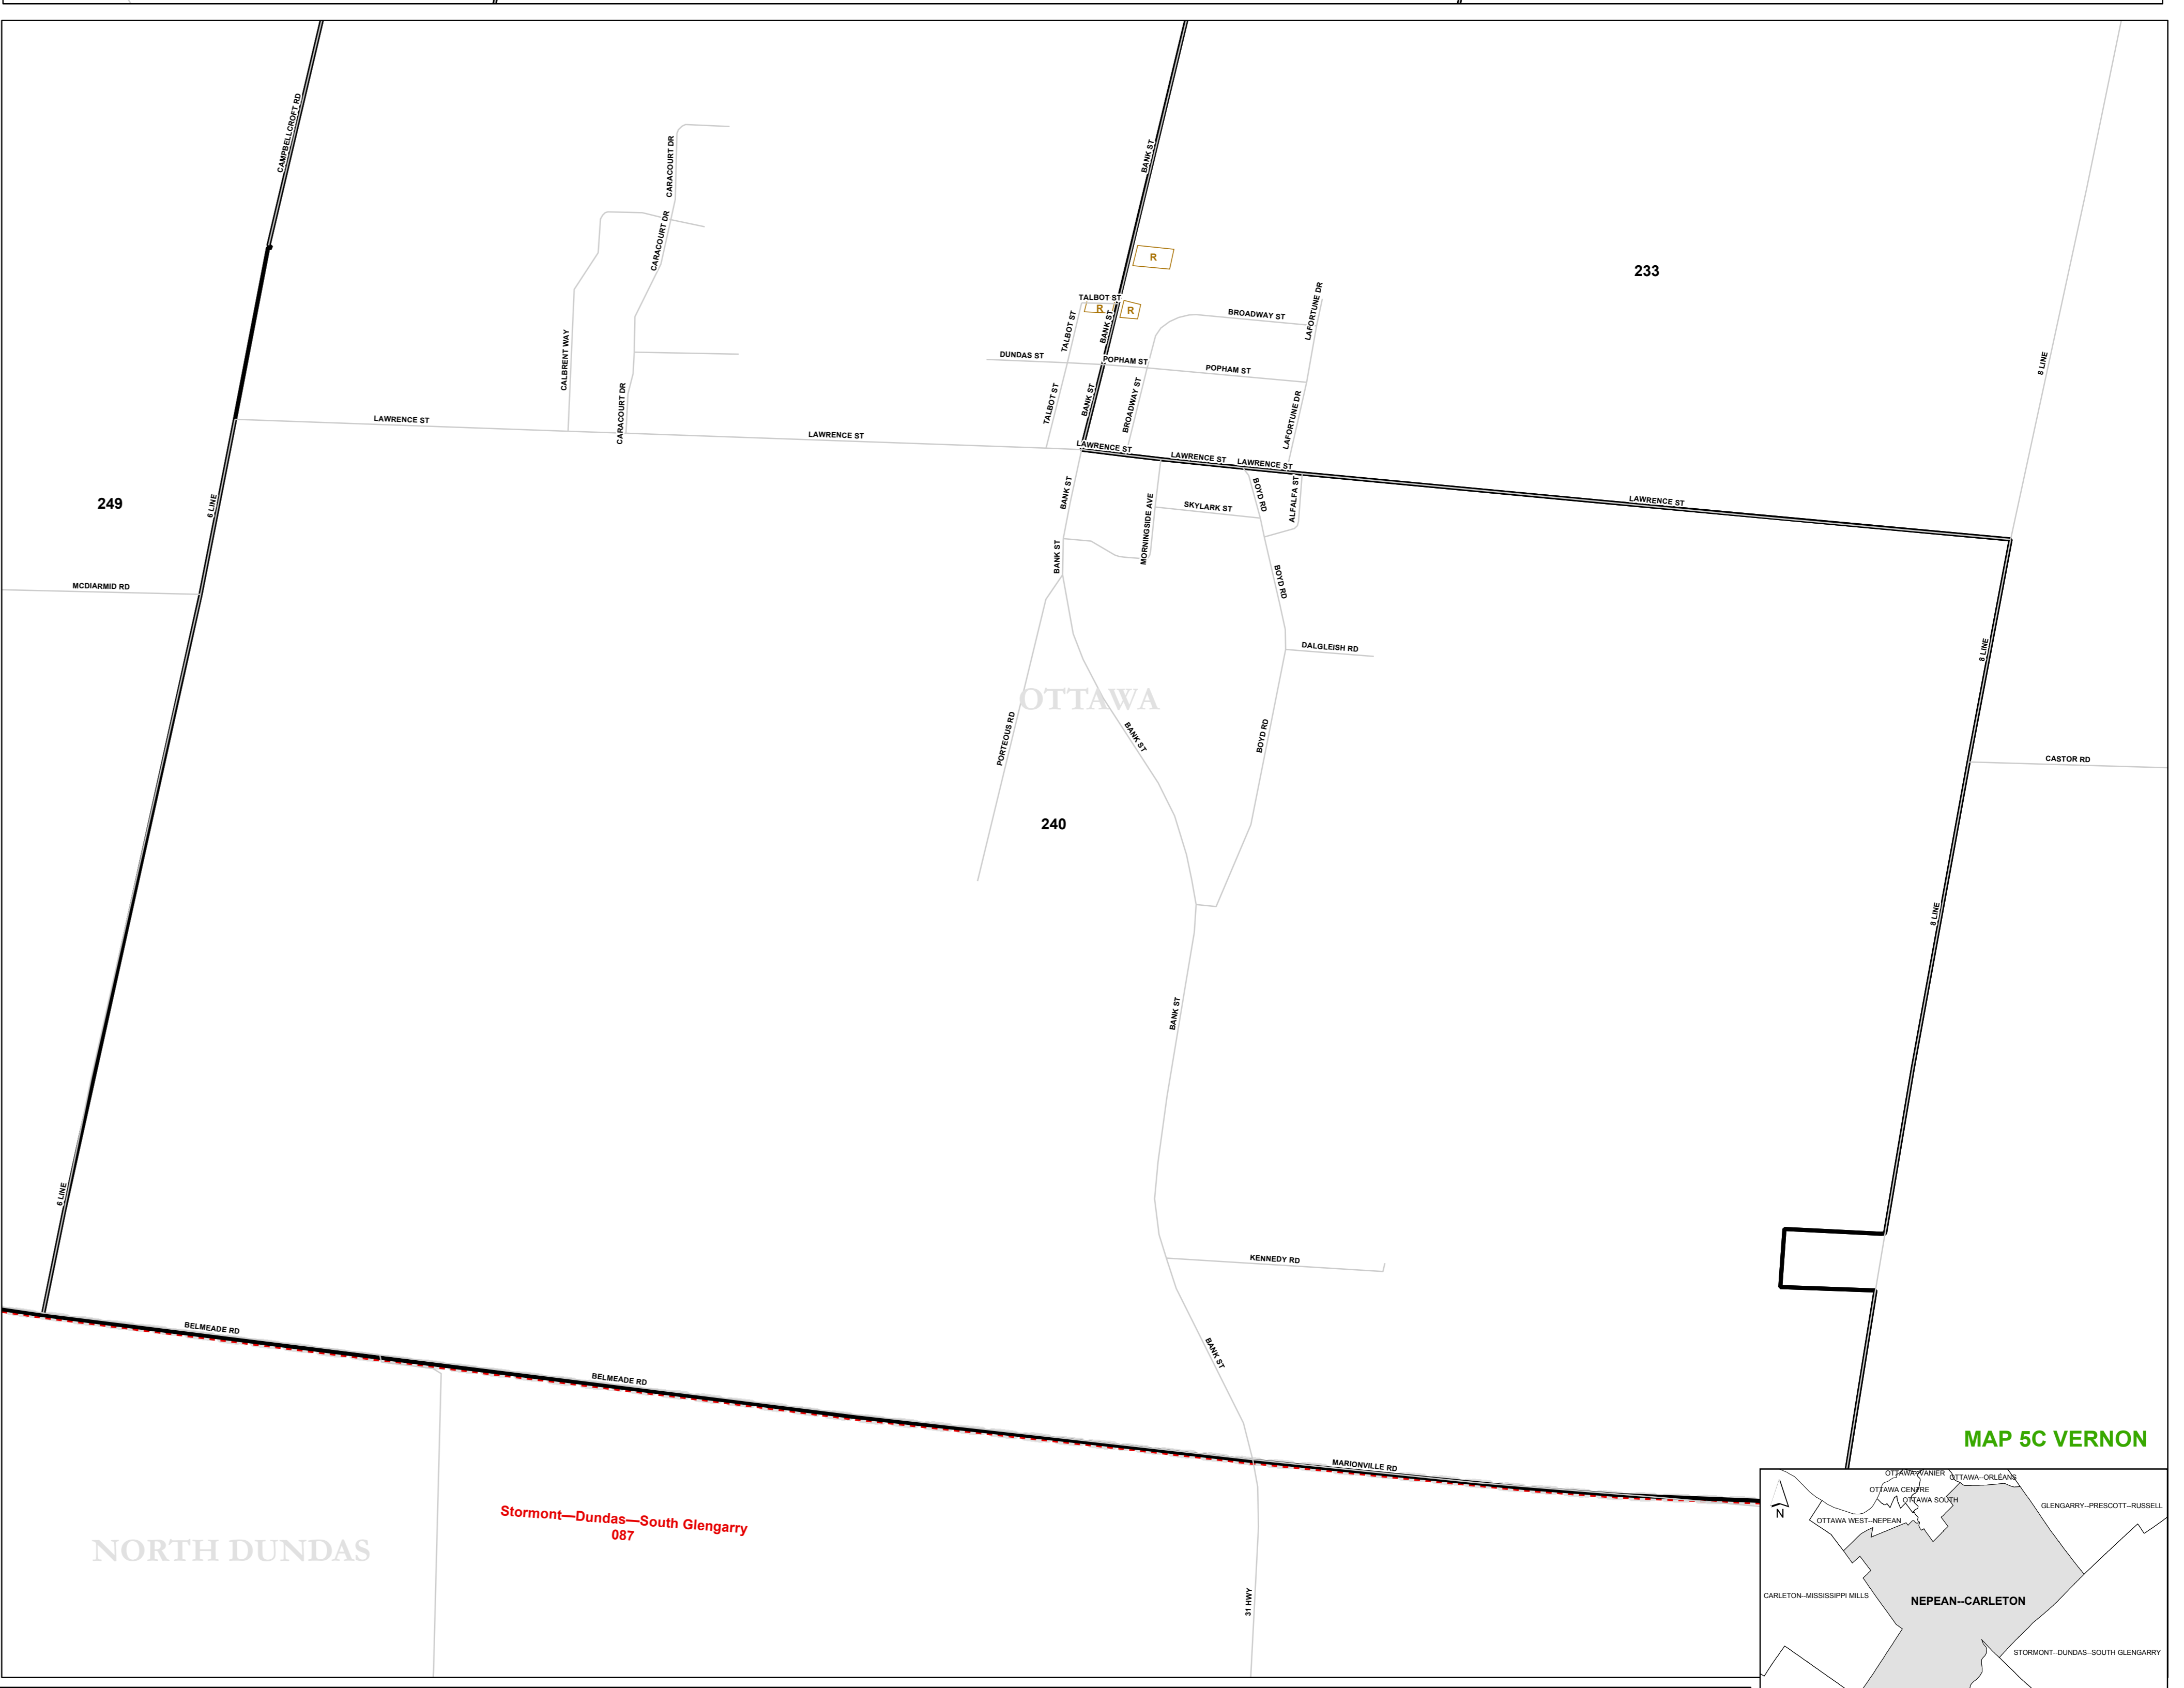 CAMPBELLCROFT RD
BANK ST
CARACOURT DR
CARACOURT DR
R
233
TALBOT ST
R
R
BROADWAY ST
LAFORTUNE DR
TALBOT ST
BANK ST
CALBRENT WAY
DUNDAS ST
POPHAM ST
POPHAM ST
8 LINE
CARACOURT DR
TALBOT ST
BANK ST
BROADWAY ST
LAFORTUNE DR
LAWRENCE ST
LAWRENCE ST
LAWRENCE ST
LAWRENCE ST
LAWRENCE ST
LAWRENCE ST
249
6 LINE
BANK ST
MORNINGSIDE AVE
SKYLARK ST
BOYD RD
ALFALFA ST
BANK ST
MCDIARMID RD
BOYD RD
DALGLEISH RD
8 LINE
OTTAWA
PORTEOUS RD
BANK ST
BOYD RD
CASTOR RD
240
8 LINE
BANK ST
6 LINE
KENNEDY RD
BELMEADE RD
BELMEADE RD
BANK ST
MARIONVILLE RD
MAP 5C VERNON
Stormont—Dundas—South Glengarry
087
NORTH DUNDAS
31 HWY
N
OTTAWA--VANIER
OTTAWA--ORLÉANS
OTTAWA CENTRE
OTTAWA SOUTH
GLENGARRY--PRESCOTT--RUSSELL
OTTAWA WEST--NEPEAN
CARLETON--MISSISSIPPI MILLS
NEPEAN--CARLETON
STORMONT--DUNDAS--SOUTH GLENGARRY